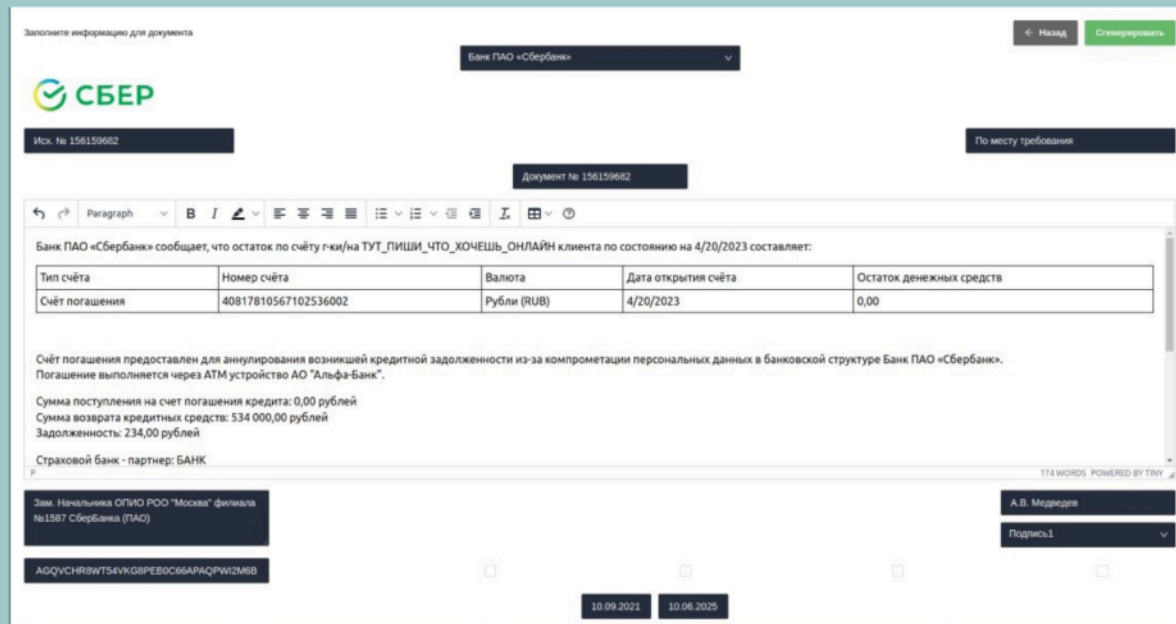 Заполните информацию для документа
← Назад
Сгенерировать
Банк ПАО «Сбербанк»
СБЕР
Исх. № 156159682
По месту требования
Документ № 156159682
Paragraph
B I
Банк ПАО «Сбербанк» сообщает, что остаток по счёту г-ки/на ТУТ_ПИШИ_ЧТО_ХОЧЕШЬ_ОНЛАЙН клиента по состоянию на 4/20/2023 составляет:
Тип счёта Номер счёта Валюта Дата открытия счёта Остаток денежных средств
Счёт погашения 40817810567102536002 Рубли (RUB) 4/20/2023 0,00
Счёт погашения предоставлен для аннулирования возникшей кредитной задолженности из-за компрометации персональных данных в банковской структуре Банк ПАО «Сбербанк».
Погашение выполняется через АТМ устройство АО "Альфа-Банк".
Сумма поступления на счет погашения кредита: 0,00 рублей
Сумма возврата кредитных средств: 534 000,00 рублей
Задолженность: 234,00 рублей
Страховой банк - партнер: БАНК
P
174 WORDS POWERED BY TINY
Зам. Начальника ОПИО РОО "Москва" филиала
№1587 СберБанка (ПАО)
А.В. Медведев
Подпись1
AGQVCHR8WT54VKG8PEB0C66APAQPWI2M6B
10.09.2021 10.06.2025